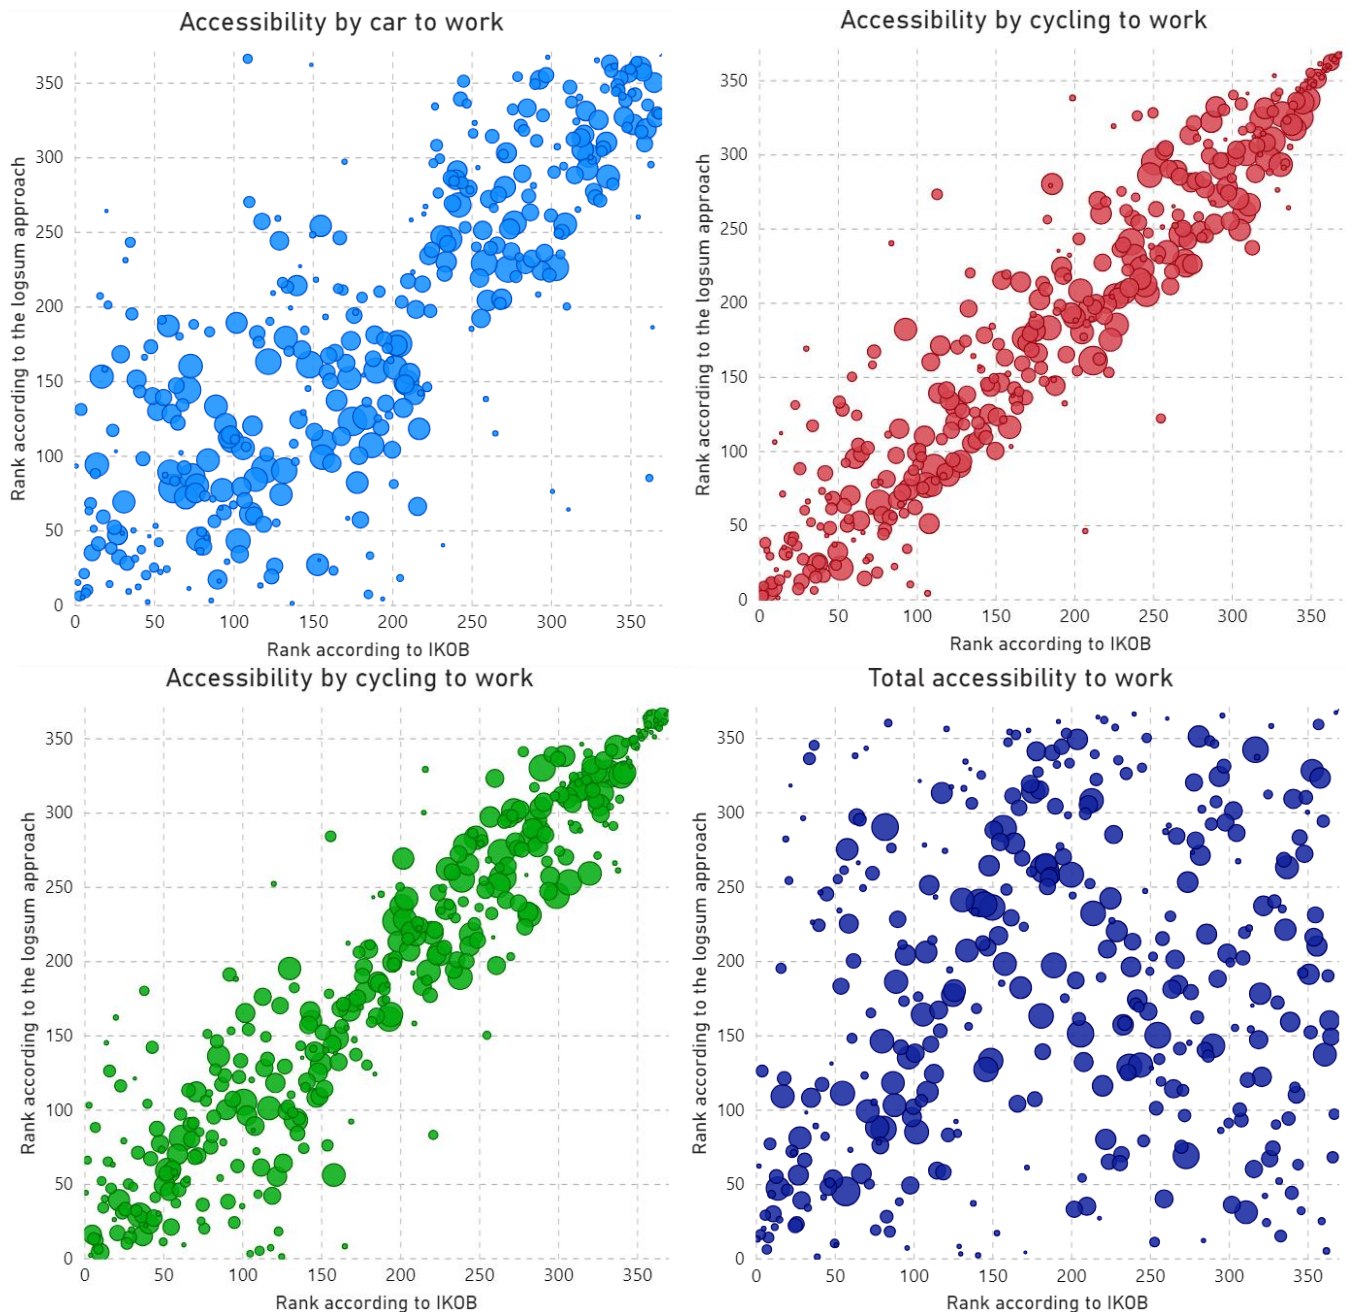 Accessibility by car to work
Rank according to the logsum approach
350
300
250
200
150
100
50
0
0 50 100 150 200 250 300 350
Rank according to IKOB
Accessibility by cycling to work
Rank according to the logsum approach
350
300
250
200
150
100
50
0
0 50 100 150 200 250 300 350
Rank according to IKOB
Accessibility by cycling to work
Rank according to the logsum approach
350
300
250
200
150
100
50
0
0 50 100 150 200 250 300 350
Rank according to IKOB
Total accessibility to work
Rank according to the logsum approach
350
300
250
200
150
100
50
0
0 50 100 150 200 250 300 350
Rank according to IKOB